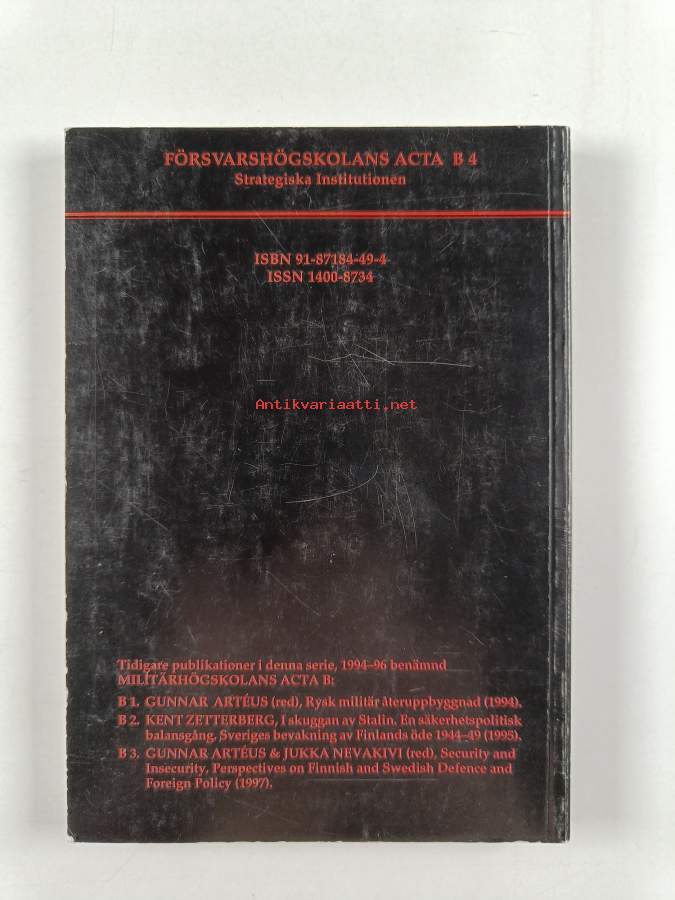 FÖRSVARSHÖGSKOLANS ACTA B 4
Strategiska Institutionen
ISBN 91-87184-49-4
ISSN 1400-8734
Antikvariaatti.net
Tidigare publikationer i denna serie, 1994–96 benämnd
MILITÄRHÖGSKOLANS ACTA B:
B 1. GUNNAR ARTÉUS (red), Rysk militär återuppbyggnad (1994).
B 2. KENT ZETTERBERG, I skuggan av Stalin. En säkerhetspolitisk
balansgång. Sveriges bevakning av Finlands öde 1944–49 (1995).
B 3. GUNNAR ARTÉUS & JUKKA NEVAKIVI (red), Security and
Insecurity. Perspectives on Finnish and Swedish Defence and
Foreign Policy (1997).